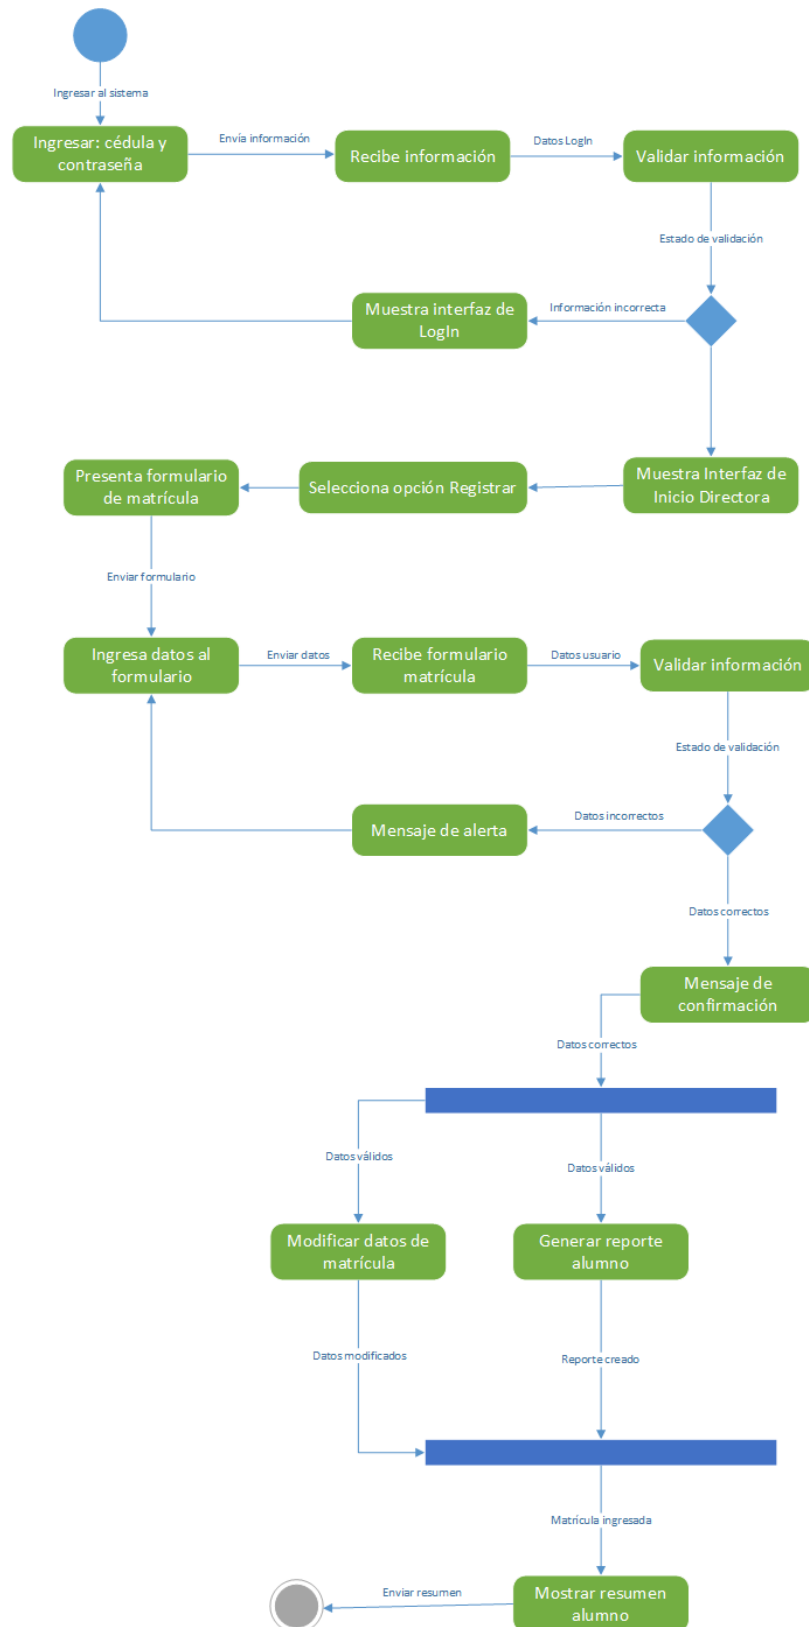 Ingresar al sistema
Ingresar: cédula y
contraseña
Envía información
Recibe información
Datos LogIn
Validar información
Estado de validación
Información incorrecta
Muestra interfaz de
LogIn
Muestra Interfaz de
Inicio Directora
Selecciona opción Registrar
Presenta formulario
de matrícula
Enviar formulario
Ingresa datos al
formulario
Enviar datos
Recibe formulario
matrícula
Datos usuario
Validar información
Estado de validación
Datos incorrectos
Mensaje de alerta
Datos correctos
Mensaje de
confirmación
Datos correctos
Datos válidos
Datos válidos
Modificar datos de
matrícula
Generar reporte
alumno
Datos modificados
Reporte creado
Matrícula ingresada
Mostrar resumen
alumno
Enviar resumen